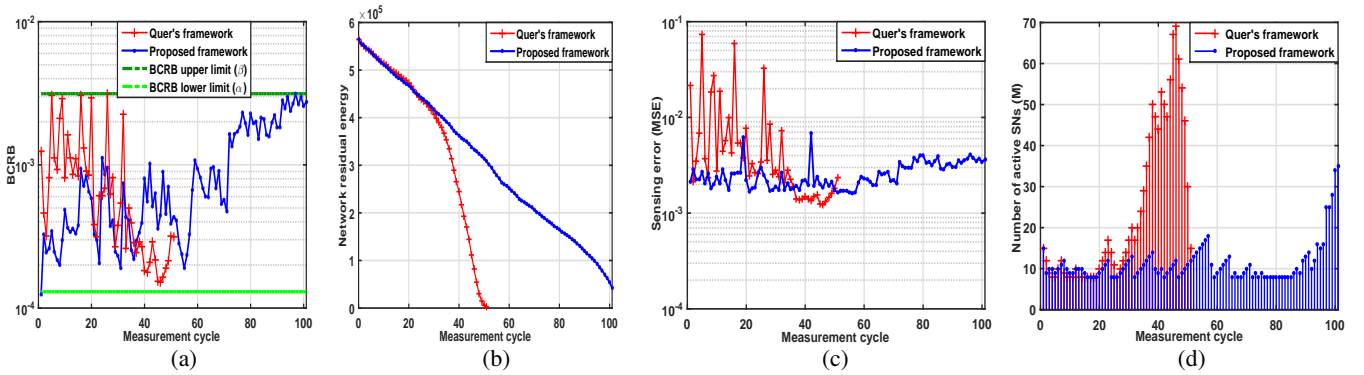 10^-2
10^-3
10^-4
BCRB
Quer's framework
Proposed framework
BCRB upper limit (β)
BCRB lower limit (α)
0 20 40 60 80 100
Measurement cycle
(a)
×10^5
6
5
4
3
2
1
0
Network residual energy
Quer's framework
Proposed framework
0 20 40 60 80 100
Measurement cycle
(b)
10^-1
10^-2
10^-3
10^-4
Sensing error (MSE)
Quer's framework
Proposed framework
0 20 40 60 80 100
Measurement cycle
(c)
70
60
50
40
30
20
10
0
Number of active SNs (M)
Quer's framework
Proposed framework
0 20 40 60 80 100
Measurement cycle
(d)